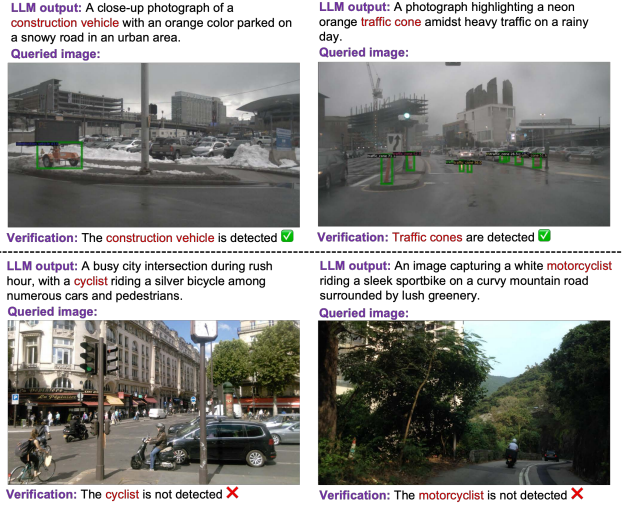 LLM output: A close-up photograph of a
construction vehicle with an orange color parked on
a snowy road in an urban area.
Queried image:
Verification: The construction vehicle is detected ✅
LLM output: A photograph highlighting a neon
orange traffic cone amidst heavy traffic on a rainy
day.
Queried image:
Verification: Traffic cones are detected ✅
LLM output: A busy city intersection during rush
hour, with a cyclist riding a silver bicycle among
numerous cars and pedestrians.
Queried image:
Verification: The cyclist is not detected ❌
LLM output: An image capturing a white motorcyclist
riding a sleek sportbike on a curvy mountain road
surrounded by lush greenery.
Queried image:
Verification: The motorcyclist is not detected ❌